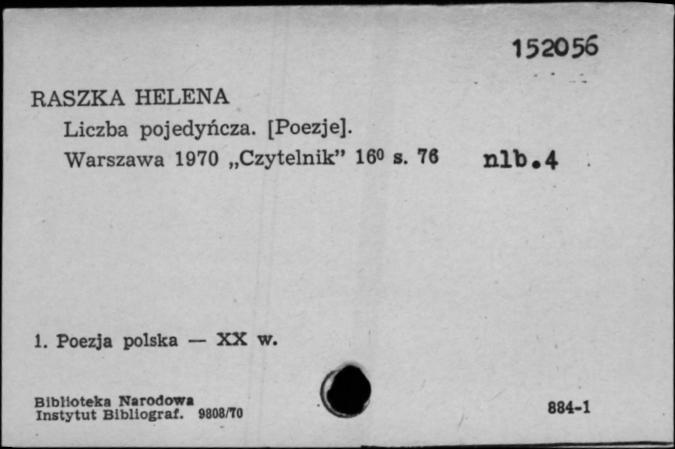 152056
RASZKA HELENA
Liczba pojedyńcza. [Poezje].
Warszawa 1970 „Czytelnik” 16⁰ s. 76 nlb.4
1. Poezja polska — XX w.
Biblioteka Narodowa
Instytut Bibliograf. 9808/70
884-1